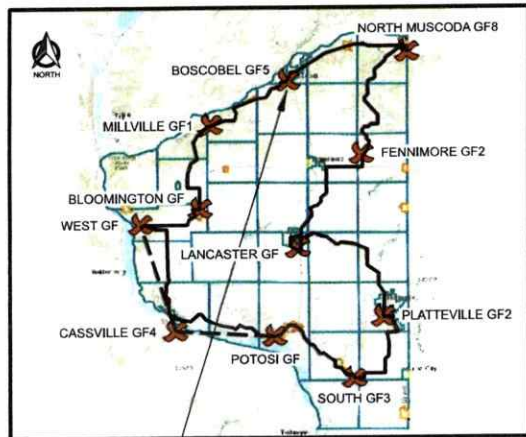 NORTH MUSCODA GF8
BOSCOBEL GF5
NORTH
MILLVILLE GF1
FENNIMORE GF2
BLOOMINGTON GF
WEST GF
LANCASTER GF
PLATTEVILLE GF2
CASSVILLE GF4
POTOSI GF
SOUTH GF3